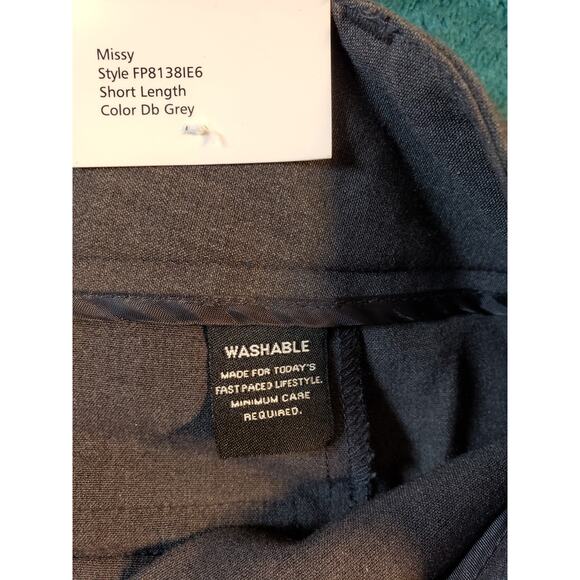 Missy
Style FP8138IE6
Short Length
Color Db Grey
WASHABLE
MADE FOR TODAY'S
FAST PACED LIFESTYLE.
MINIMUM CARE
REQUIRED.